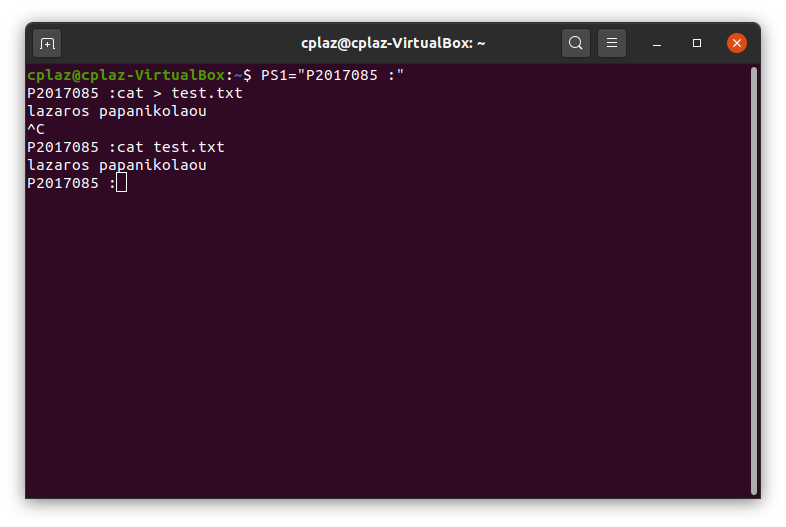 cplaz@cplaz-VirtualBox: ~
cplaz@cplaz-VirtualBox:~$ PS1="P2017085 :"
P2017085 :cat > test.txt
lazaros papanikolaou
^C
P2017085 :cat test.txt
lazaros papanikolaou
P2017085 :